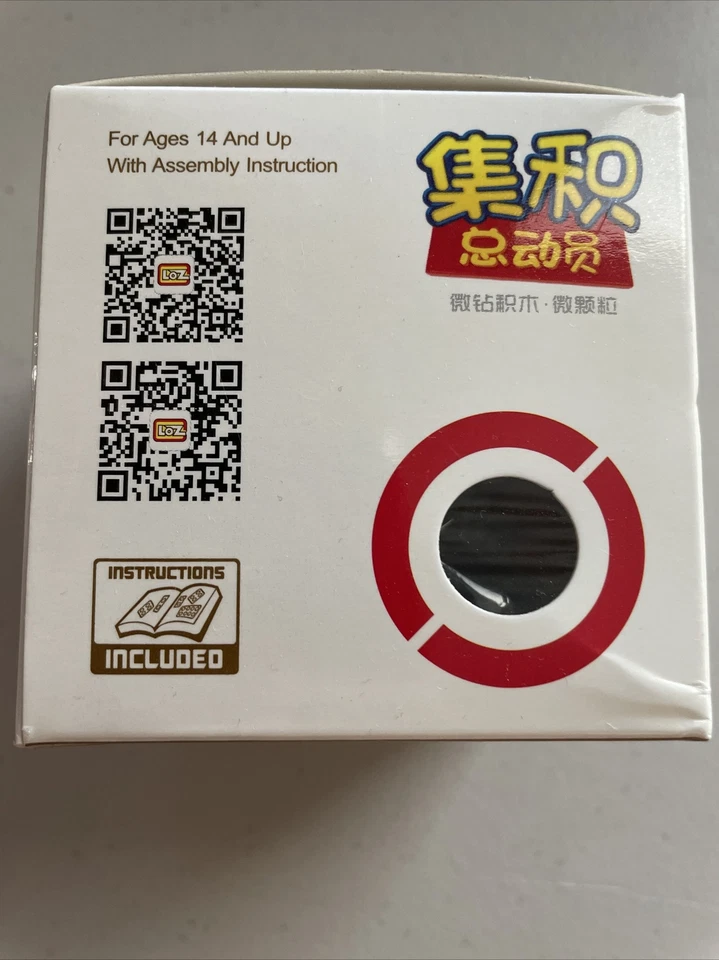 For Ages 14 And Up
With Assembly Instruction
集积
总动员
微钻积木·微颗粒
LOZ
LOZ
INSTRUCTIONS
INCLUDED